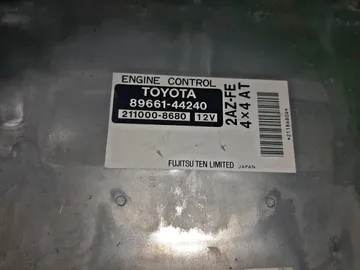 ENGINE CONTROL
TOYOTA
89661-44240
211000-8680 12V
2AZ-FE
4×4 AT
FUJITSU TEN LIMITED JAPAN